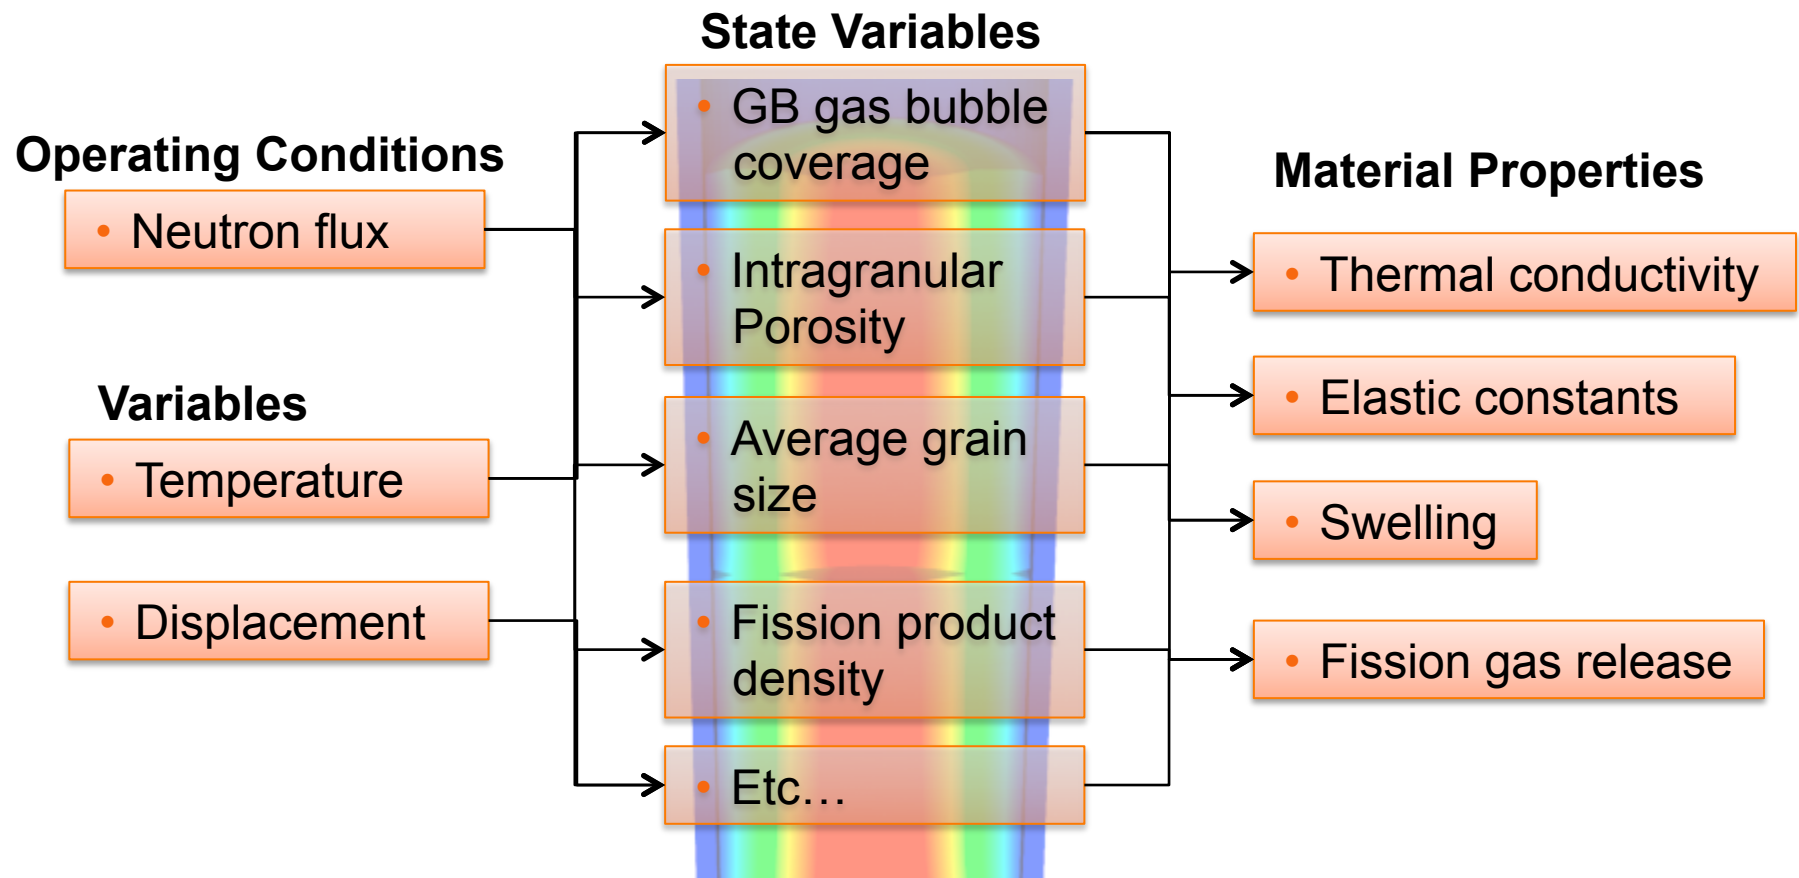 State Variables
Operating Conditions
• Neutron flux
Variables
• Temperature
• Displacement
• GB gas bubble
coverage
• Intragranular
Porosity
• Average grain
size
• Fission product
density
• Etc…
Material Properties
• Thermal conductivity
• Elastic constants
• Swelling
• Fission gas release